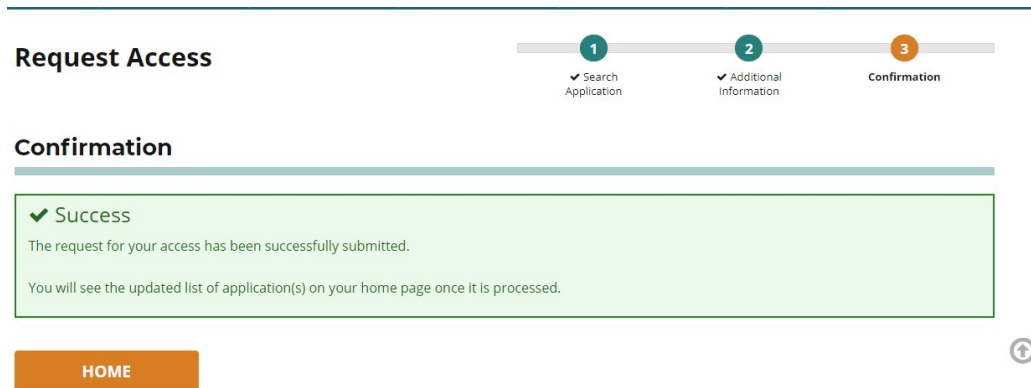 Request Access
1
2
3
✔ Search
Application
✔ Additional
Information
Confirmation
Confirmation
✔ Success
The request for your access has been successfully submitted.
You will see the updated list of application(s) on your home page once it is processed.
HOME